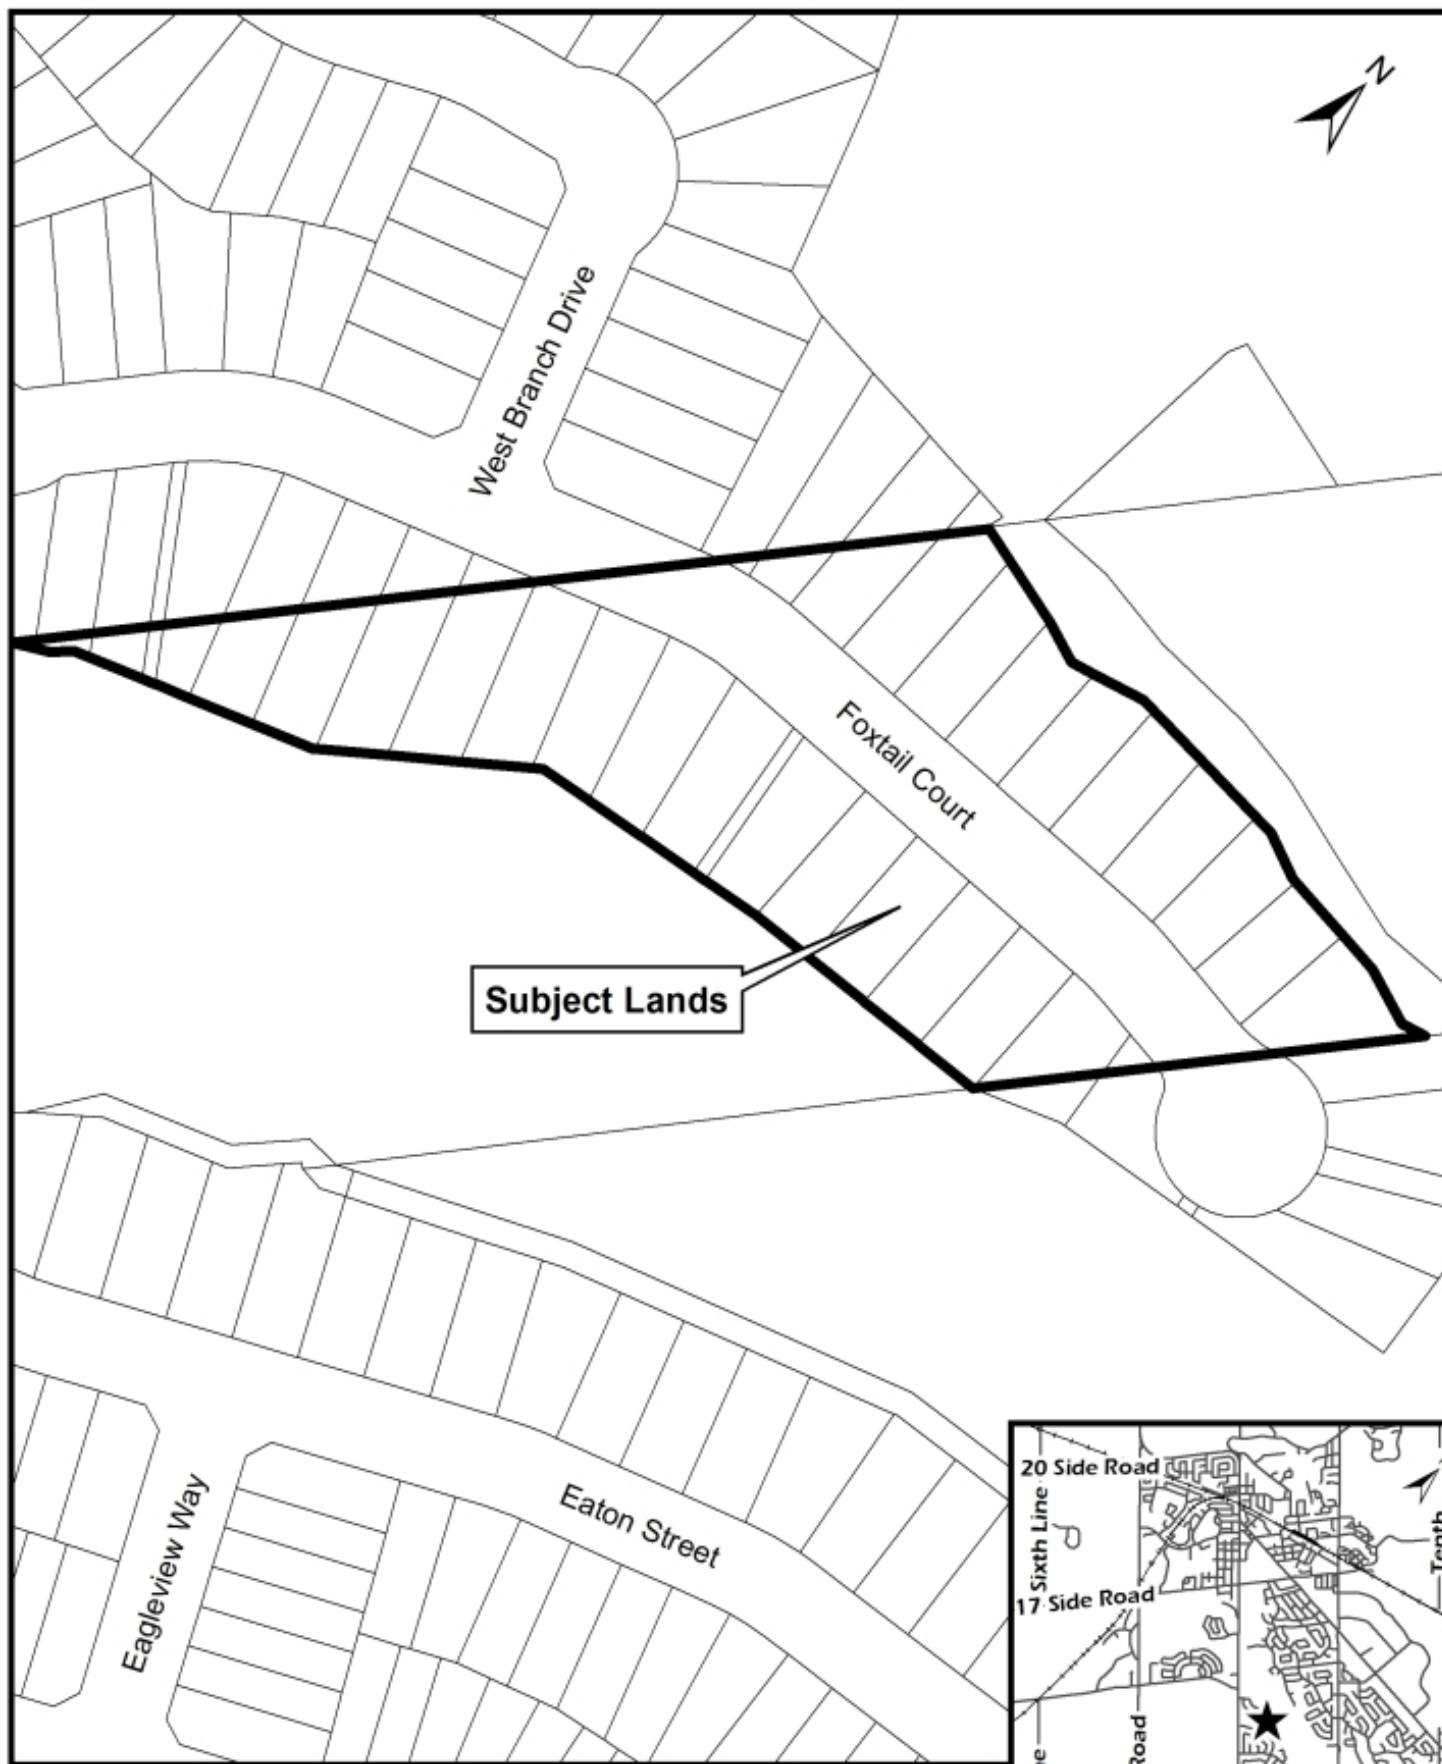 N
West Branch Drive
Foxtail Court
Subject Lands
Eaton Street
Eagleview Way
20 Side Road
Sixth Line
Tenth
17 Side Road
Road